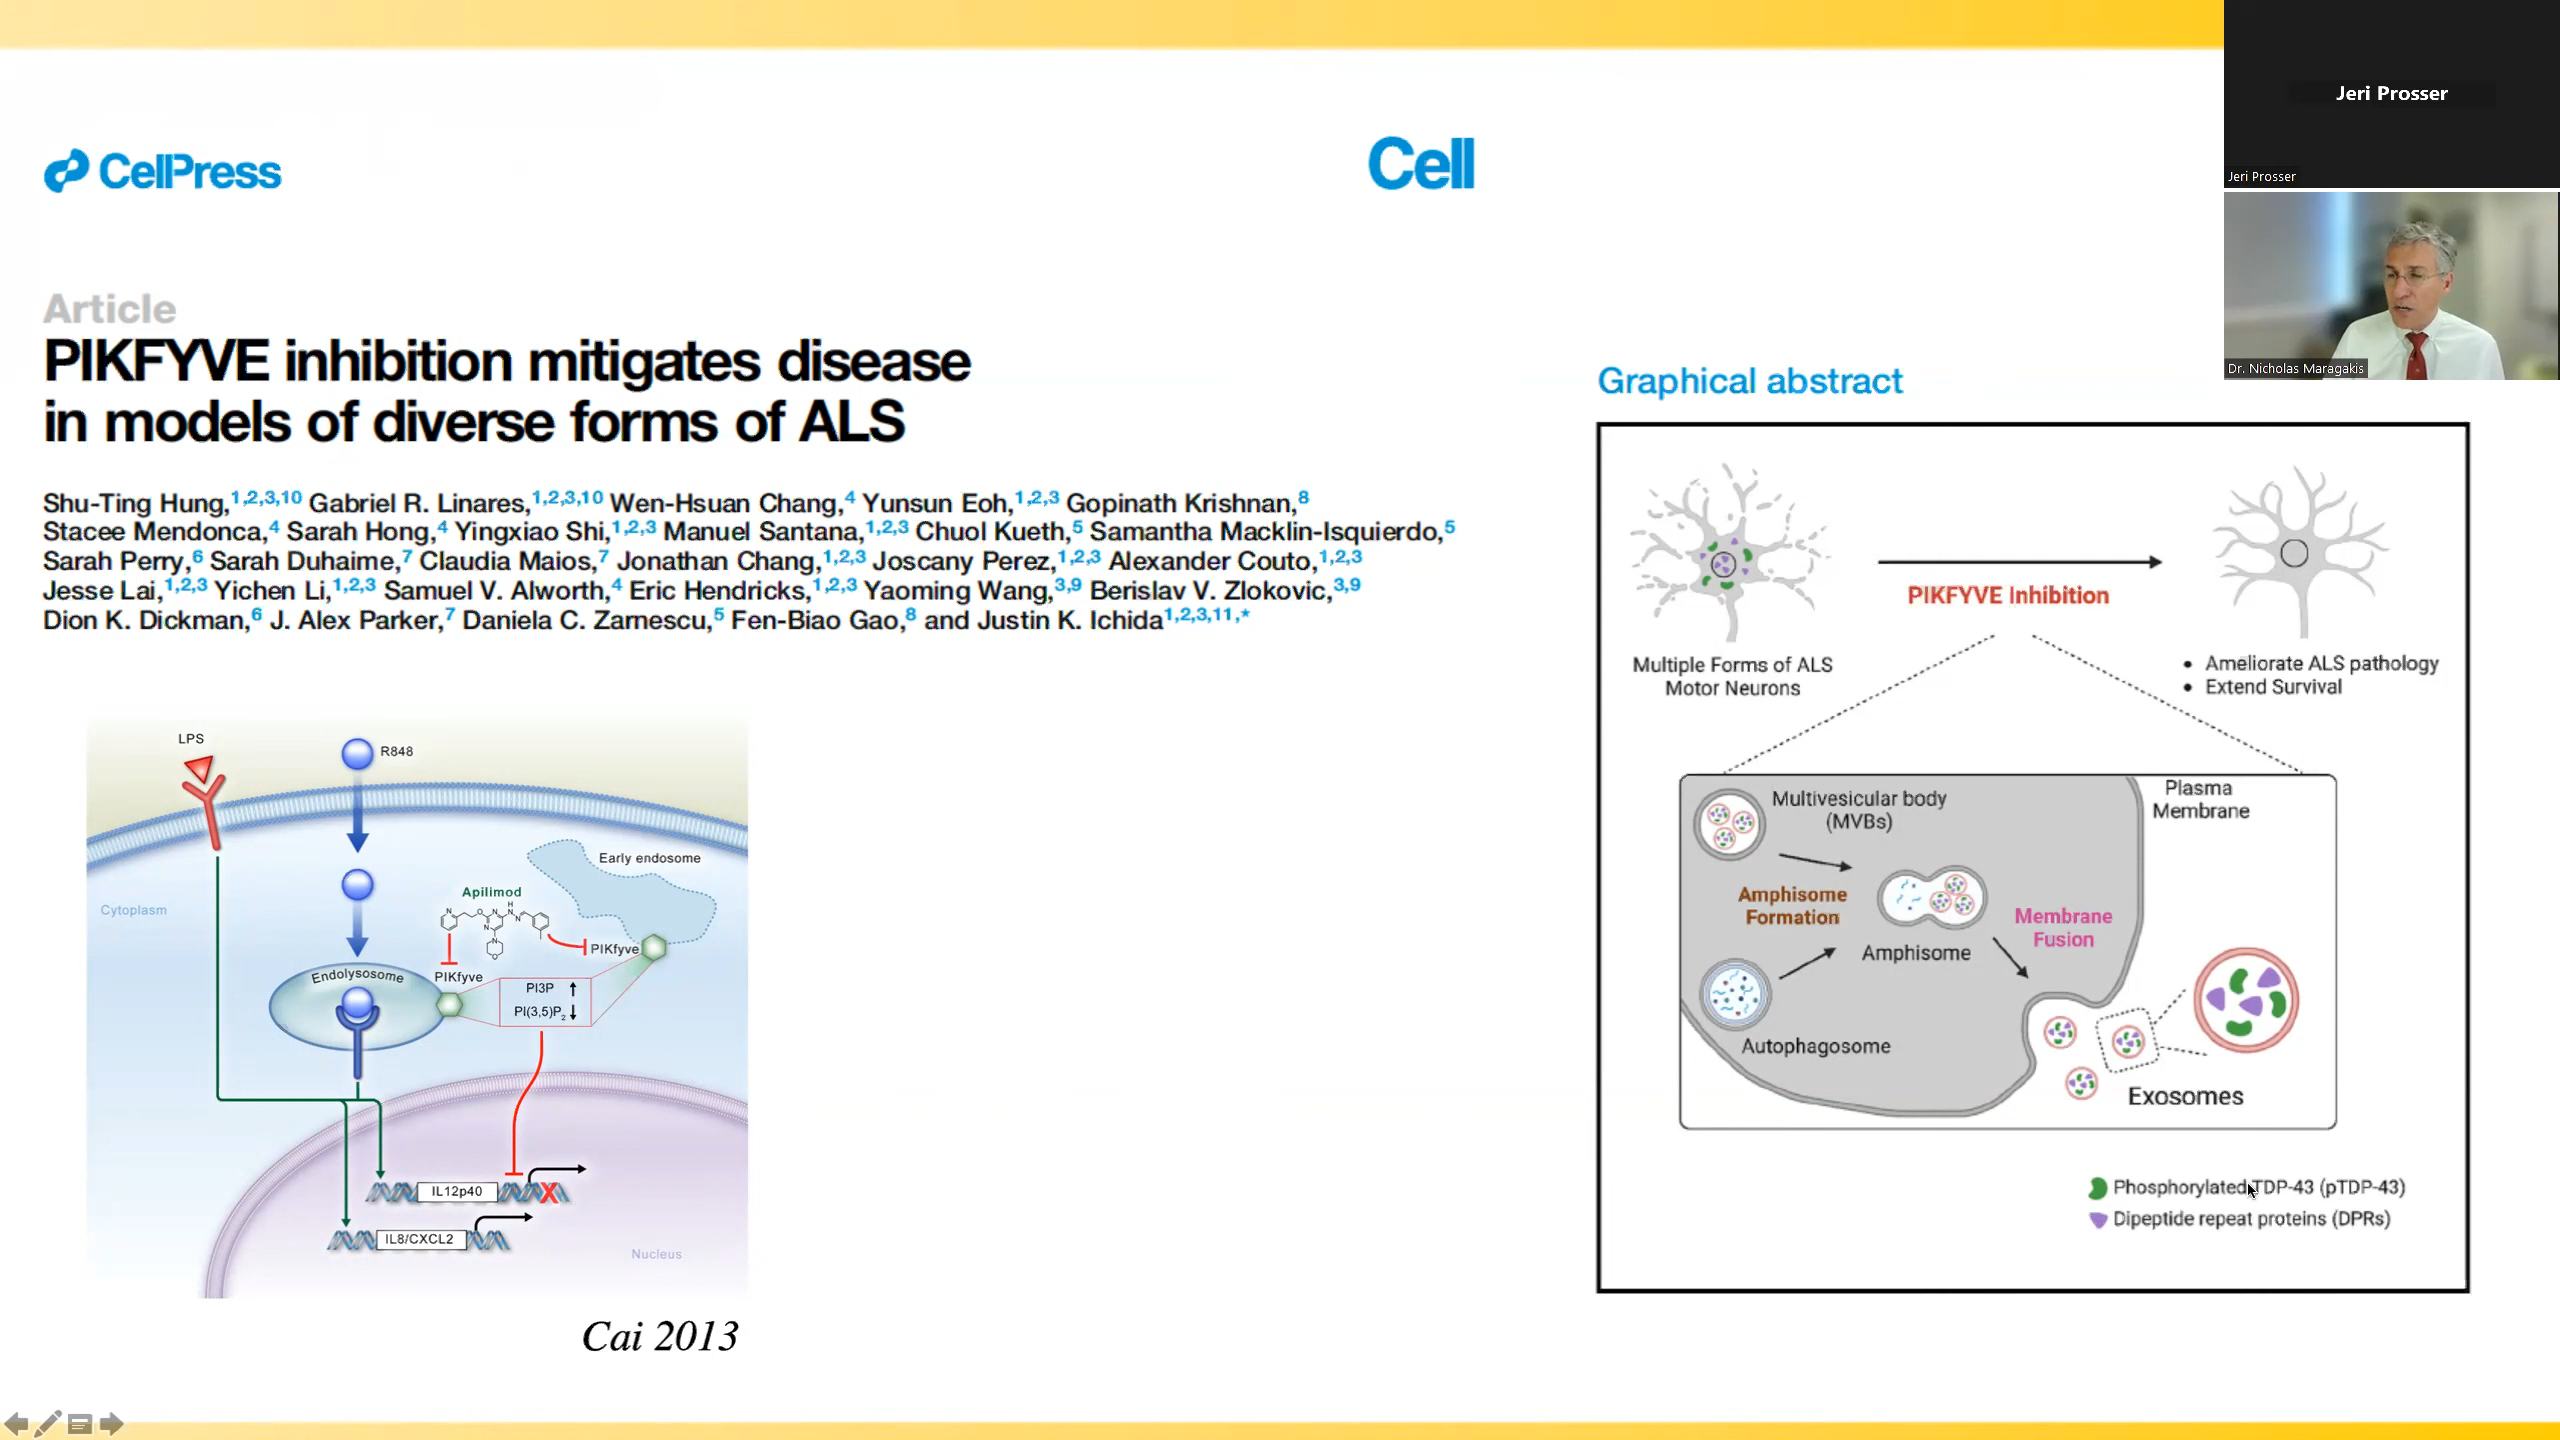 CellPress
Cell
Article
PIKFYVE inhibition mitigates disease
in models of diverse forms of ALS
Shu-Ting Hung,1,2,3,10 Gabriel R. Linares,1,2,3,10 Wen-Hsuan Chang,4 Yunsun Eoh,1,2,3 Gopinath Krishnan,8
Stacee Mendonca,4 Sarah Hong,4 Yingxiao Shi,1,2,3 Manuel Santana,1,2,3 Chuol Kueth,5 Samantha Macklin-Isquierdo,5
Sarah Perry,6 Sarah Duhaime,7 Claudia Maios,7 Jonathan Chang,1,2,3 Joscany Perez,1,2,3 Alexander Couto,1,2,3
Jesse Lai,1,2,3 Yichen Li,1,2,3 Samuel V. Alworth,4 Eric Hendricks,1,2,3 Yaoming Wang,3,9 Berislav V. Zlokovic,3,9
Dion K. Dickman,6 J. Alex Parker,7 Daniela C. Zarnescu,5 Fen-Biao Gao,8 and Justin K. Ichida1,2,3,11,*
LPS
R848
Early endosome
Cytoplasm
Apilimod
N
O
N
N
H
N
N
N
O
PIKfyve
Endolysosome
PIKfyve
PI3P
PI(3,5)P2
IL12p40
X
IL8/CXCL2
Nucleus
Cai 2013
Graphical abstract
PIKFYVE Inhibition
Multiple Forms of ALS
Motor Neurons
• Ameliorate ALS pathology
• Extend Survival
Multivesicular body
(MVBs)
Plasma
Membrane
Amphisome
Formation
Membrane
Fusion
Amphisome
Autophagosome
Exosomes
Phosphorylated TDP-43 (pTDP-43)
Dipeptide repeat proteins (DPRs)
Jeri Prosser
Jeri Prosser
Dr. Nicholas Maragakis